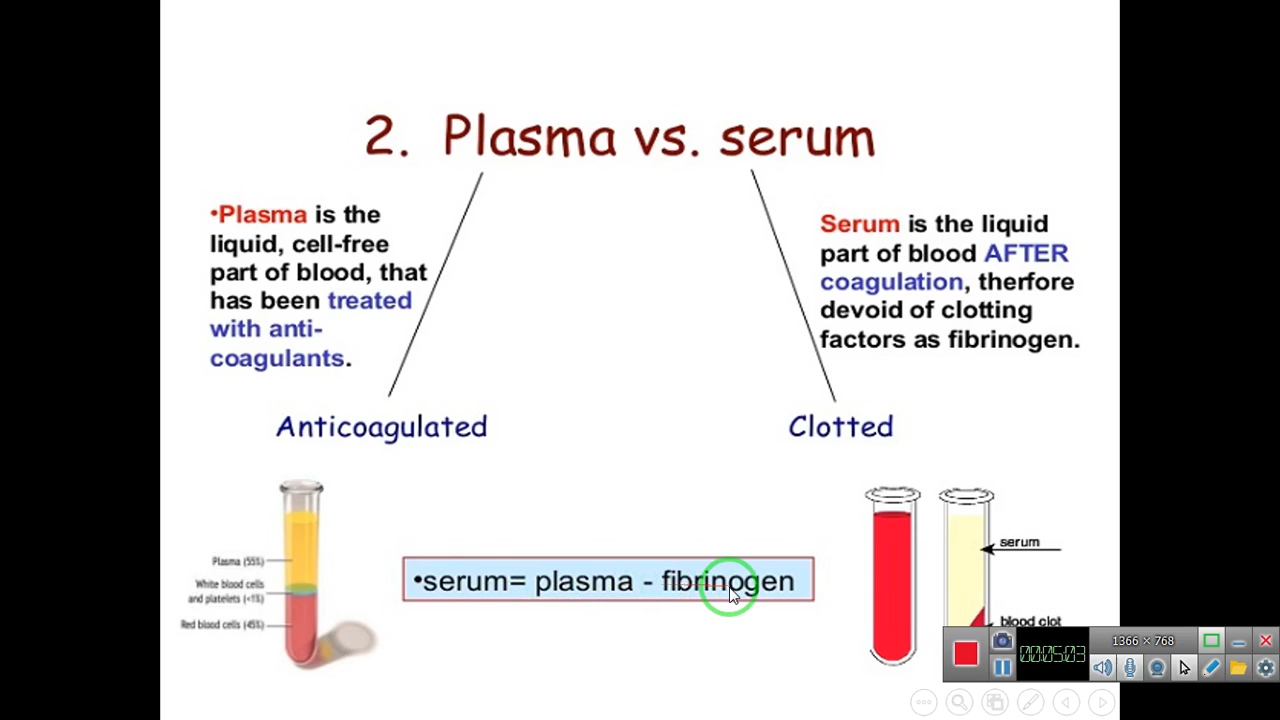 2. Plasma vs. serum
•Plasma is the
liquid, cell-free
part of blood, that
has been treated
with anti-
coagulants.
Serum is the liquid
part of blood AFTER
coagulation, therfore
devoid of clotting
factors as fibrinogen.
Anticoagulated
Clotted
Plasma (55%)
White blood cells
and platelets (<1%)
Red blood cells (45%)
•serum= plasma - fibrinogen
serum
blood clot
1366 × 768
00:05:03